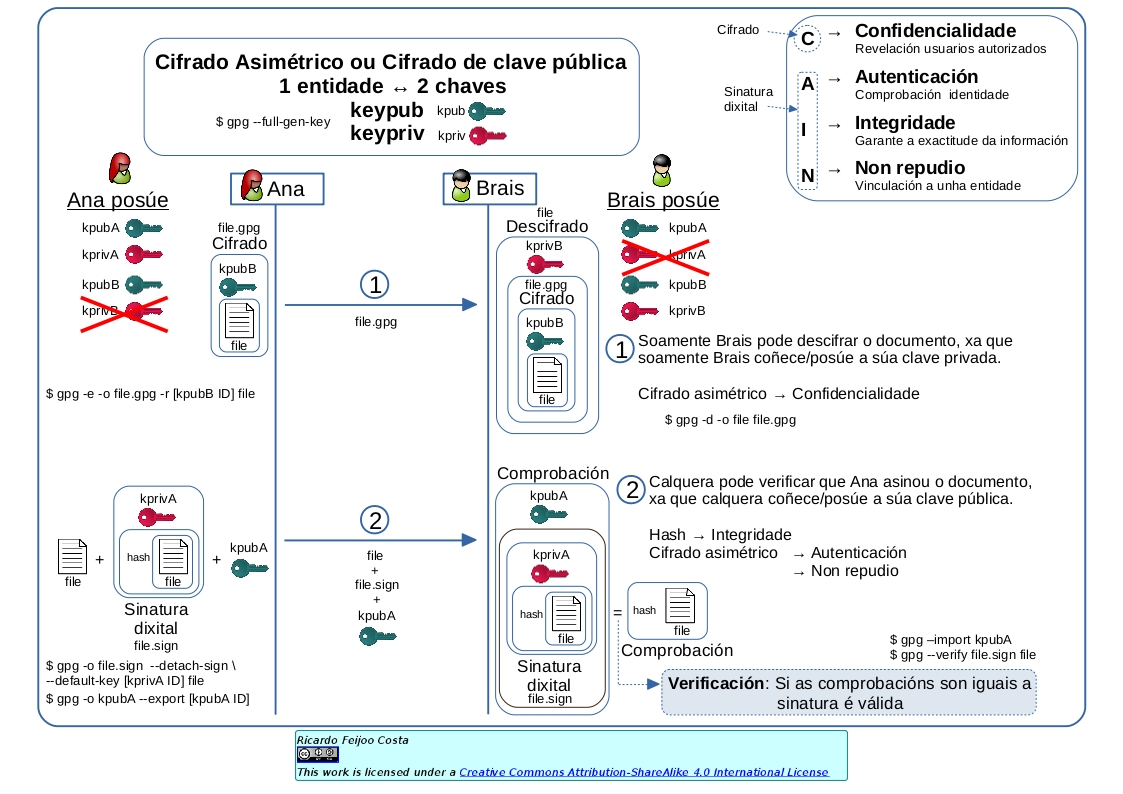 Cifrado Asimétrico ou Cifrado de clave pública
1 entidade ↔ 2 chaves
$ gpg --full-gen-key
keypub kpub
keypriv kpriv
Cifrado
C → Confidencialidade
Revelación usuarios autorizados
Sinatura
dixital
A → Autenticación
Comprobación identidade
I → Integridade
Garante a exactitude da información
N → Non repudio
Vinculación a unha entidade
Ana posúe
kpubA
kprivA
kpubB
kprivB
Ana
Brais
Brais posúe
kpubA
kprivA
kpubB
kprivB
file.gpg
Cifrado
kpubB
file
$ gpg -e -o file.gpg -r [kpubB ID] file
1
file.gpg
file
Descifrado
kprivB
file.gpg
Cifrado
kpubB
file
1 Soamente Brais pode descifrar o documento, xa que
soamente Brais coñece/posúe a súa clave privada.
Cifrado asimétrico → Confidencialidade
$ gpg -d -o file file.gpg
file
+
kprivA
hash
file
Sinatura
dixital
file.sign
+
kpubA
$ gpg -o file.sign --detach-sign \
--default-key [kprivA ID] file
$ gpg -o kpubA --export [kpubA ID]
2
file
+
file.sign
+
kpubA
Comprobación
kpubA
kprivA
hash
file
Sinatura
dixital
file.sign
=
hash
file
Comprobación
2 Calquera pode verificar que Ana asinou o documento,
xa que calquera coñece/posúe a súa clave pública.
Hash → Integridade
Cifrado asimétrico → Autenticación
→ Non repudio
$ gpg –import kpubA
$ gpg --verify file.sign file
Verificación: Si as comprobacións son iguais a
sinatura é válida
Ricardo Feijoo Costa
This work is licensed under a Creative Commons Attribution-ShareAlike 4.0 International License